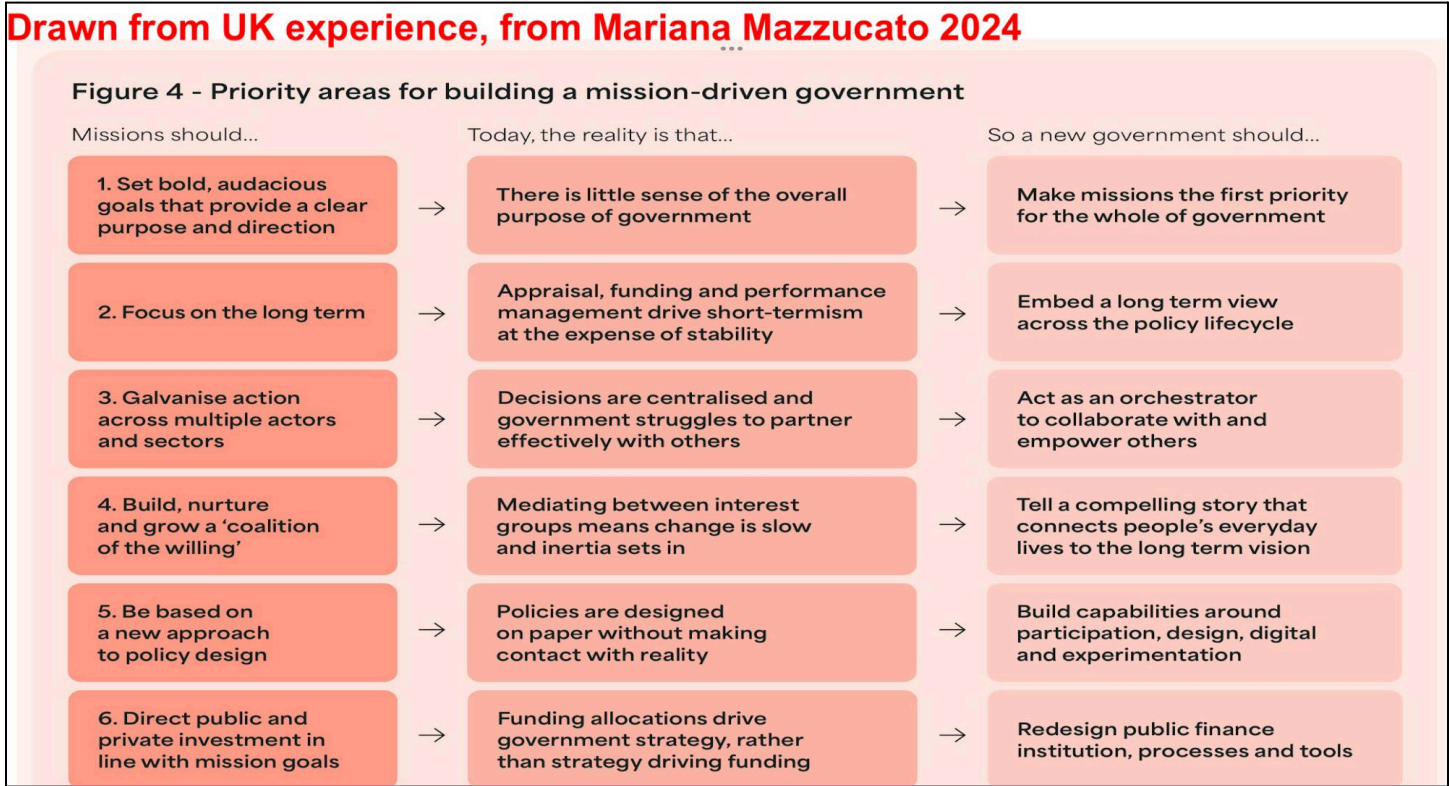 Drawn from UK experience, from Mariana Mazzucato 2024
Figure 4 - Priority areas for building a mission-driven government
Missions should...
Today, the reality is that...
So a new government should...
1. Set bold, audacious
goals that provide a clear
purpose and direction
→
There is little sense of the overall
purpose of government
→
Make missions the first priority
for the whole of government
2. Focus on the long term
→
Appraisal, funding and performance
management drive short-termism
at the expense of stability
→
Embed a long term view
across the policy lifecycle
3. Galvanise action
across multiple actors
and sectors
→
Decisions are centralised and
government struggles to partner
effectively with others
→
Act as an orchestrator
to collaborate with and
empower others
4. Build, nurture
and grow a ‘coalition
of the willing’
→
Mediating between interest
groups means change is slow
and inertia sets in
→
Tell a compelling story that
connects people’s everyday
lives to the long term vision
5. Be based on
a new approach
to policy design
→
Policies are designed
on paper without making
contact with reality
→
Build capabilities around
participation, design, digital
and experimentation
6. Direct public and
private investment in
line with mission goals
→
Funding allocations drive
government strategy, rather
than strategy driving funding
→
Redesign public finance
institution, processes and tools